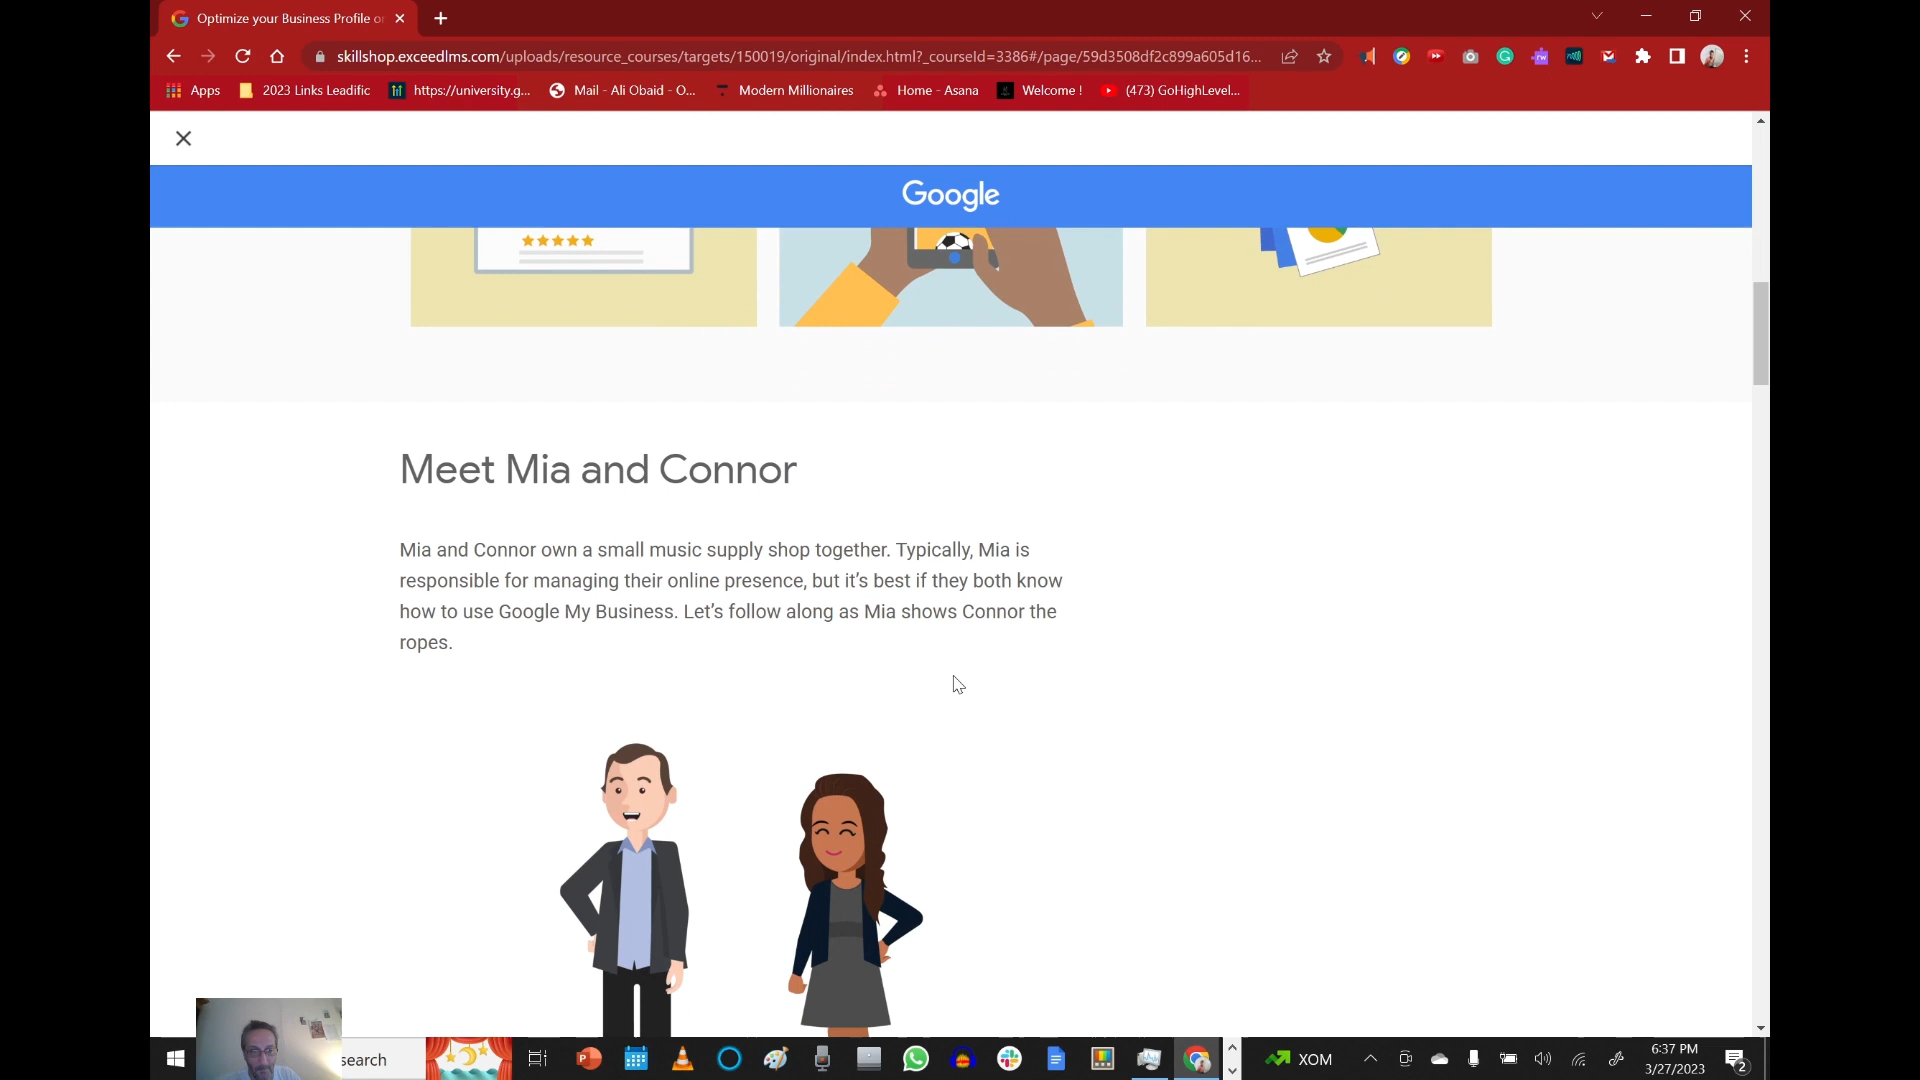 Optimize your Business Profile on
skillshop.exceedlms.com/uploads/resource_courses/targets/150019/original/index.html?_courseId=3386#/page/59d3508df2c899a605d16...
Apps
2023 Links Leadific
https://university.g...
Mail - Ali Obaid - O...
Modern Millionaires
Home - Asana
Welcome !
(473) GoHighLevel...
Google
Meet Mia and Connor
Mia and Connor own a small music supply shop together. Typically, Mia is
responsible for managing their online presence, but it’s best if they both know
how to use Google My Business. Let’s follow along as Mia shows Connor the
ropes.
search
XOM
6:37 PM
3/27/2023
2